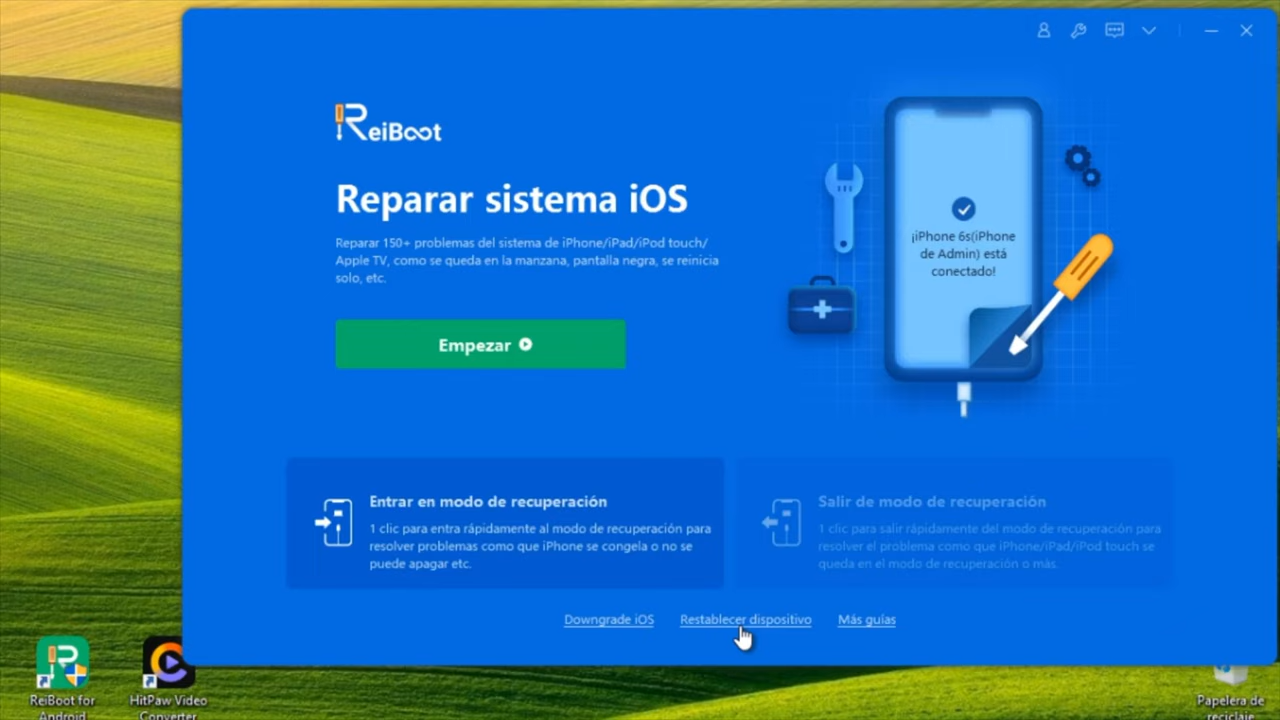 ReiBoot
Reparar sistema iOS
Reparar 150+ problemas del sistema de iPhone/iPad/iPod touch/
Apple TV, como se queda en la manzana, pantalla negra, se reinicia
solo, etc.
Empezar
¡iPhone 6s(iPhone
de Admin) está
conectado!
Entrar en modo de recuperación
1 clic para entra rápidamente al modo de recuperación para
resolver problemas como que iPhone se congela o no se
puede apagar etc.
Salir de modo de recuperación
1 clic para salir rápidamente del modo de recuperación para
resolver el problema como que iPhone/iPad/iPod touch se
queda en el modo de recuperación o más.
Downgrade iOS
Restablecer dispositivo
Más guías
ReiBoot for
Android
HitPaw Video
Converter
Papelera de
reciclaje